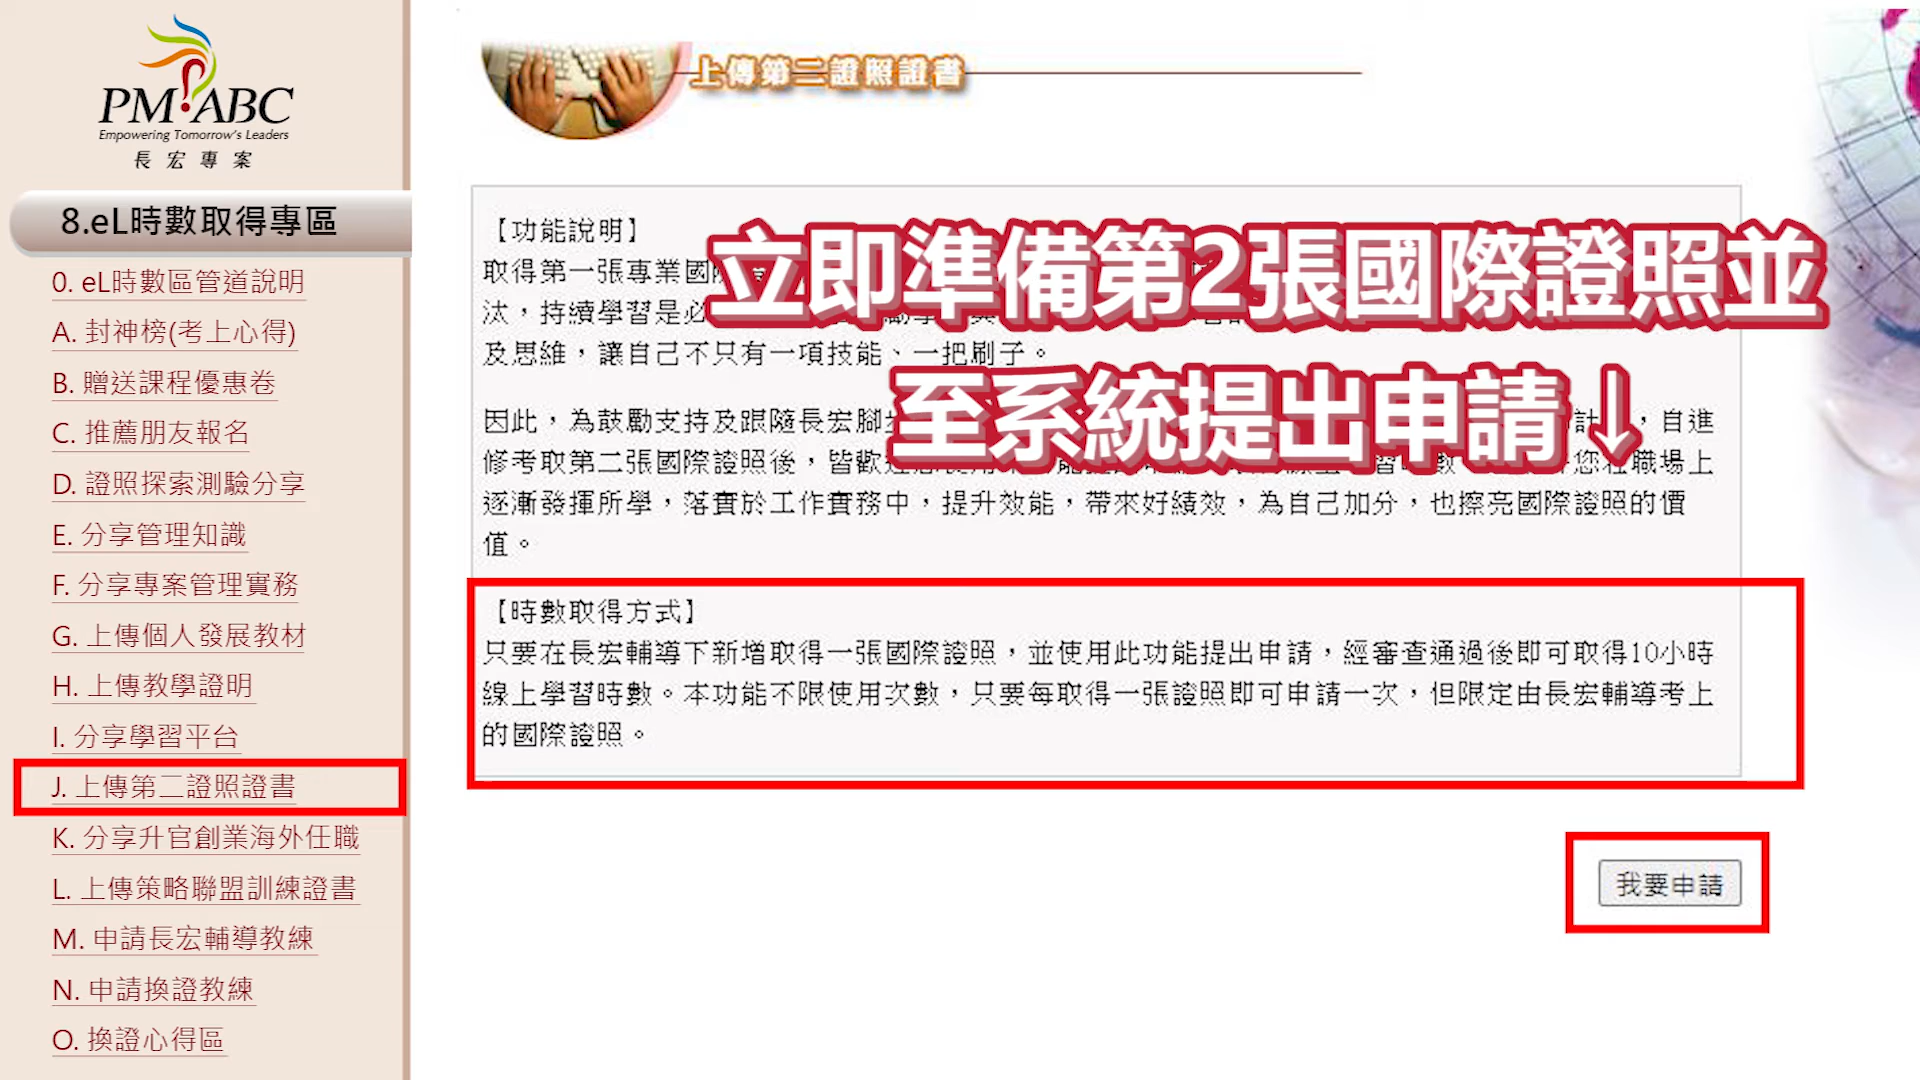 PM ABC
Empowering Tomorrow's Leaders
長宏專案
8.eL時數取得專區
0. eL時數區管道說明
A. 封神榜(考上心得)
B. 贈送課程優惠卷
C. 推薦朋友報名
D. 證照探索測驗分享
E. 分享管理知識
F. 分享專案管理實務
G. 上傳個人發展教材
H. 上傳教學證明
I. 分享學習平台
J. 上傳第二證照證書
K. 分享升官創業海外任職
L. 上傳策略聯盟訓練證書
M. 申請長宏輔導教練
N. 申請換證教練
O. 換證心得區
上傳第二證照證書
立即準備第2張國際證照並
至系統提出申請↓
【功能說明】
取得第一張專業國
汰，持續學習是必
及思維，讓自己不只有一項技能、一把刷子。
因此，為鼓勵支持及跟隨長宏腳 ，自進
修考取第二張國際證照後，皆歡 職場上
逐漸發揮所學，落實於工作實務中，提升效能，帶來好績效，為自己加分，也擦亮國際證照的價
值。
【時數取得方式】
只要在長宏輔導下新增取得一張國際證照，並使用此功能提出申請，經審查通過後即可取得10小時
線上學習時數。本功能不限使用次數，只要每取得一張證照即可申請一次，但限定由長宏輔導考上
的國際證照。
我要申請